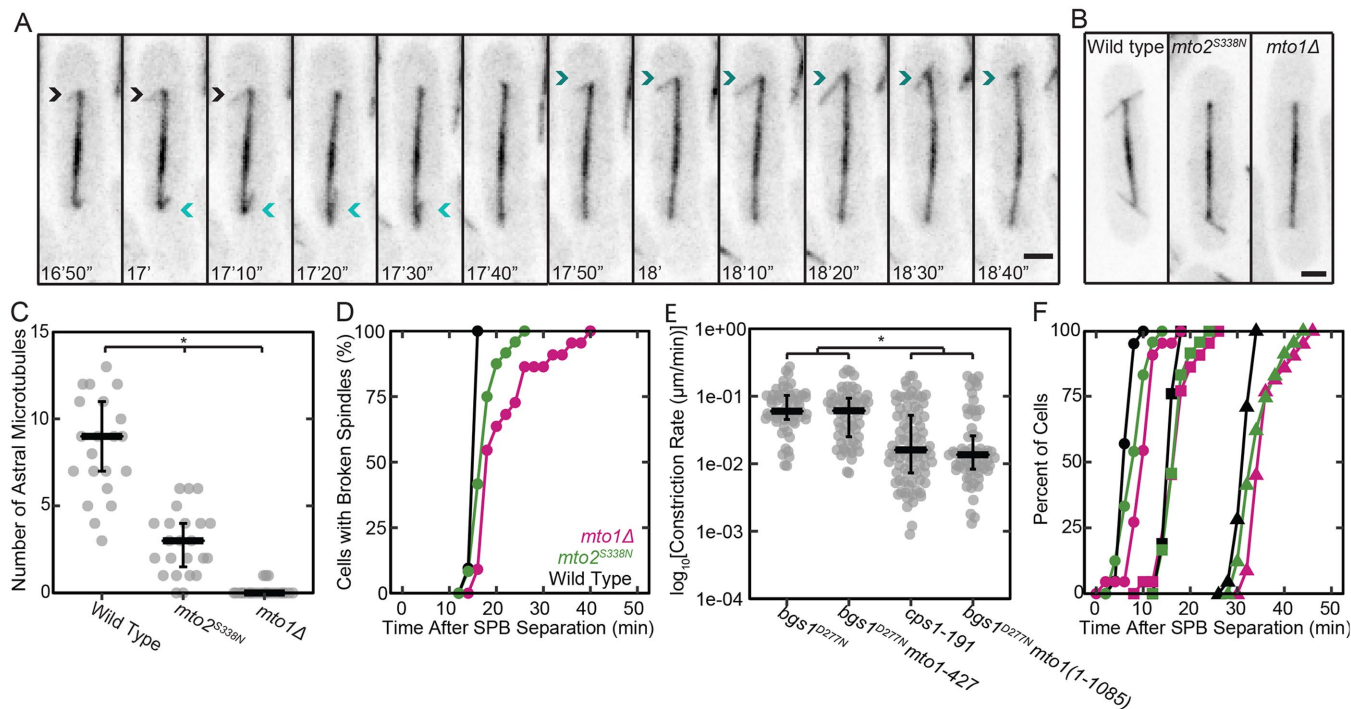 A
16'50"
17'
17'10"
17'20"
17'30"
17'40"
17'50"
18'
18'10"
18'20"
18'30"
18'40"
B
Wild type
mto2S338N
mto1Δ
C
Number of Astral Microtubules
15
10
5
0
*
Wild Type
mto2S338N
mto1Δ
D
Cells with Broken Spindles (%)
100
75
50
25
0
mto1Δ
mto2S338N
Wild Type
0 10 20 30 40 50
Time After SPB Separation (min)
E
log10[Constriction Rate (µm/min)]
1e+00
1e-01
1e-02
1e-03
1e-04
*
bgs1D277N
bgs1D277N mto1-427
cps1-191
bgs1D277N mto1(1-1085)
F
Percent of Cells
100
75
50
25
0
0 10 20 30 40 50
Time After SPB Separation (min)